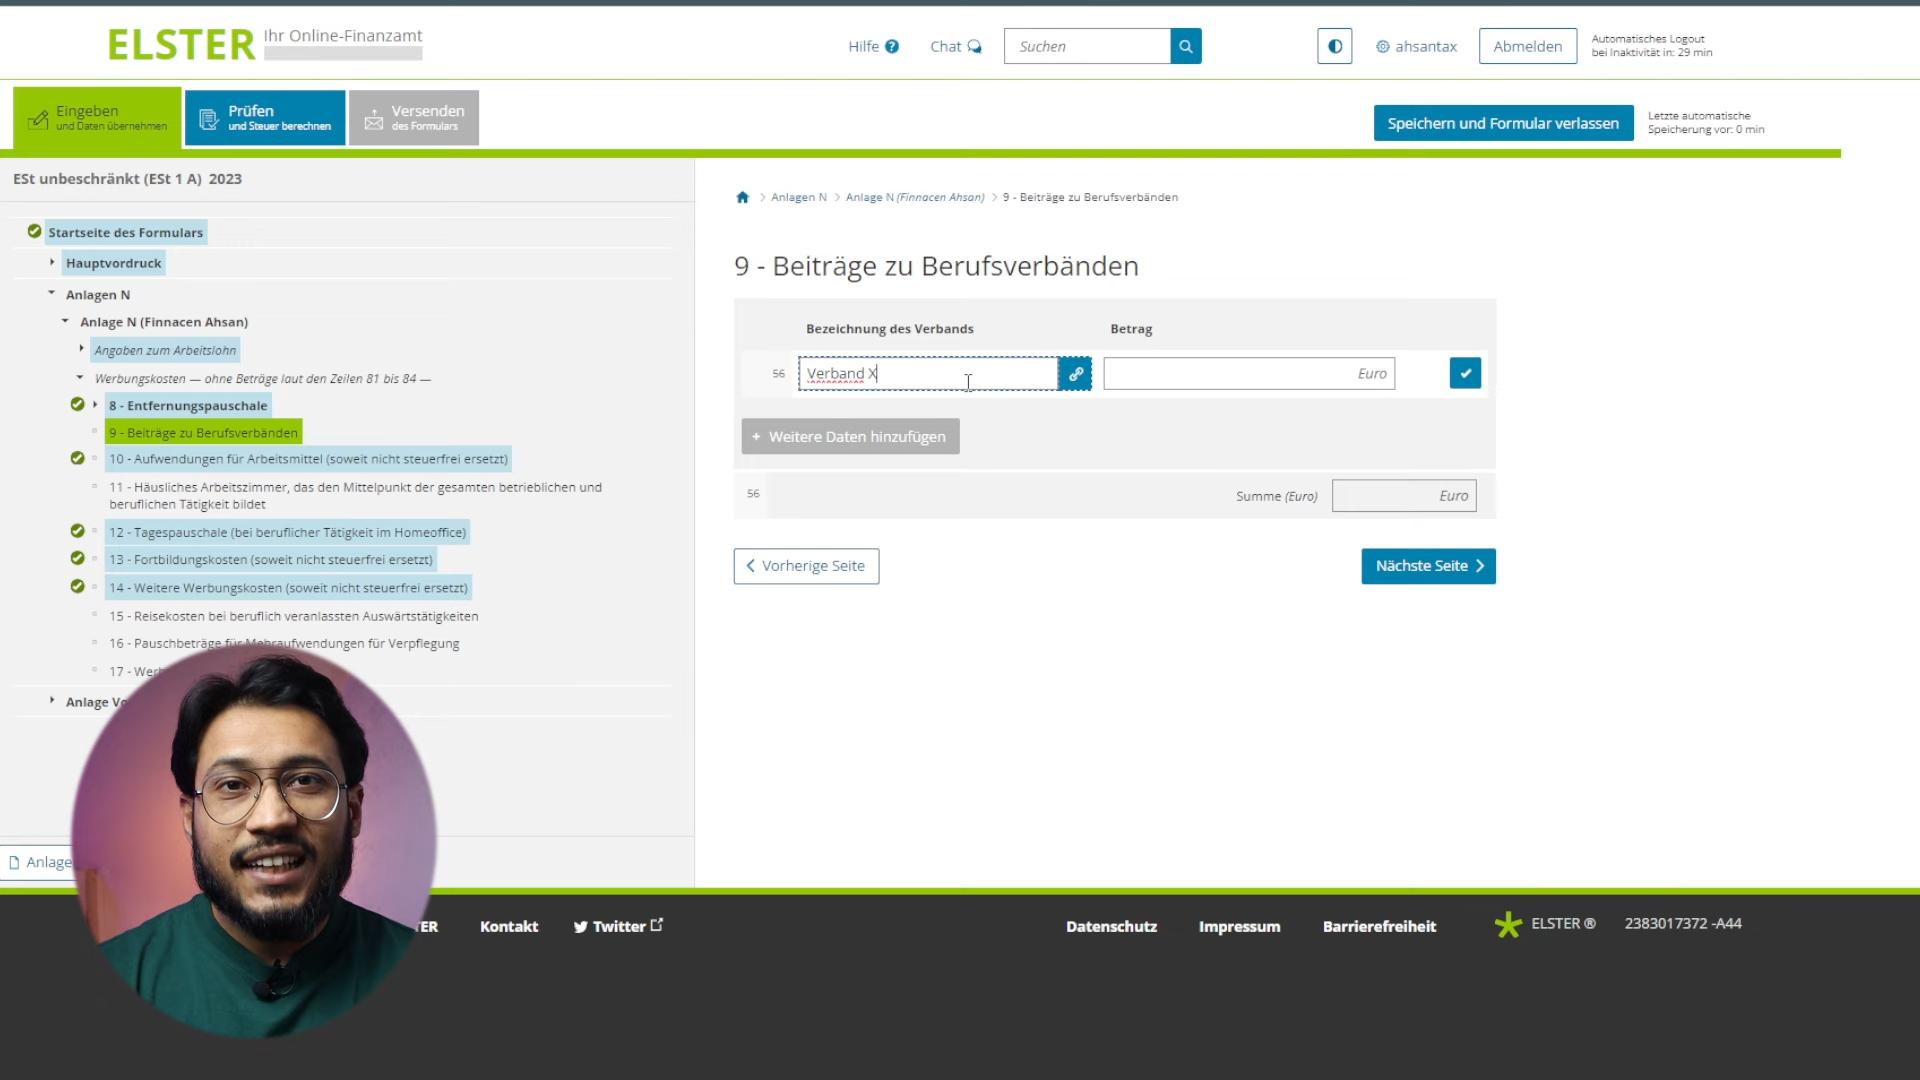 ELSTER Ihr Online-Finanzamt
Hilfe ?
Chat
Suchen
ahsantax
Abmelden
Automatisches Logout
bei Inaktivität in: 29 min
Eingeben
und Daten übernehmen
Prüfen
und Steuer berechnen
Versenden
des Formulars
Speichern und Formular verlassen
Letzte automatische
Speicherung vor: 0 min
ESt unbeschränkt (ESt 1 A) 2023
Startseite des Formulars
Hauptvordruck
Anlagen N
Anlage N (Finnacen Ahsan)
Angaben zum Arbeitslohn
Werbungskosten — ohne Beträge laut den Zeilen 81 bis 84 —
8 - Entfernungspauschale
9 - Beiträge zu Berufsverbänden
10 - Aufwendungen für Arbeitsmittel (soweit nicht steuerfrei ersetzt)
11 - Häusliches Arbeitszimmer, das den Mittelpunkt der gesamten betrieblichen und
beruflichen Tätigkeit bildet
12 - Tagespauschale (bei beruflicher Tätigkeit im Homeoffice)
13 - Fortbildungskosten (soweit nicht steuerfrei ersetzt)
14 - Weitere Werbungskosten (soweit nicht steuerfrei ersetzt)
15 - Reisekosten bei beruflich veranlassten Auswärtstätigkeiten
16 - Pauschbeträge für Mehraufwendungen für Verpflegung
17 -
Anlage
Anlage
Anlagen N > Anlage N (Finnacen Ahsan) > 9 - Beiträge zu Berufsverbänden
9 - Beiträge zu Berufsverbänden
Bezeichnung des Verbands
Betrag
56 Verband X
Euro
+ Weitere Daten hinzufügen
56
Summe (Euro)
Euro
Vorherige Seite
Nächste Seite
Kontakt
Twitter
Datenschutz
Impressum
Barrierefreiheit
ELSTER ®
2383017372 -A44